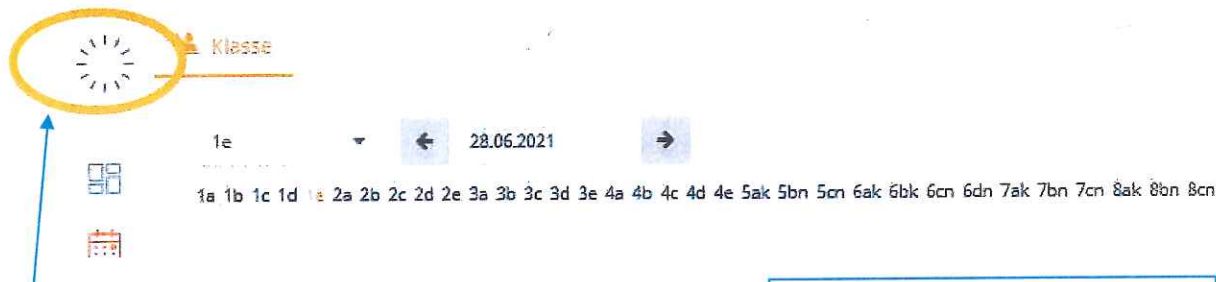 Klasse
1e 28.06.2021
1a 1b 1c 1d 1e 2a 2b 2c 2d 2e 3a 3b 3c 3d 3e 4a 4b 4c 4d 4e 5ak 5bn 5cn 6ak 6bk 6cn 6dn 7ak 7bn 7cn 8ak 8bn 8cn